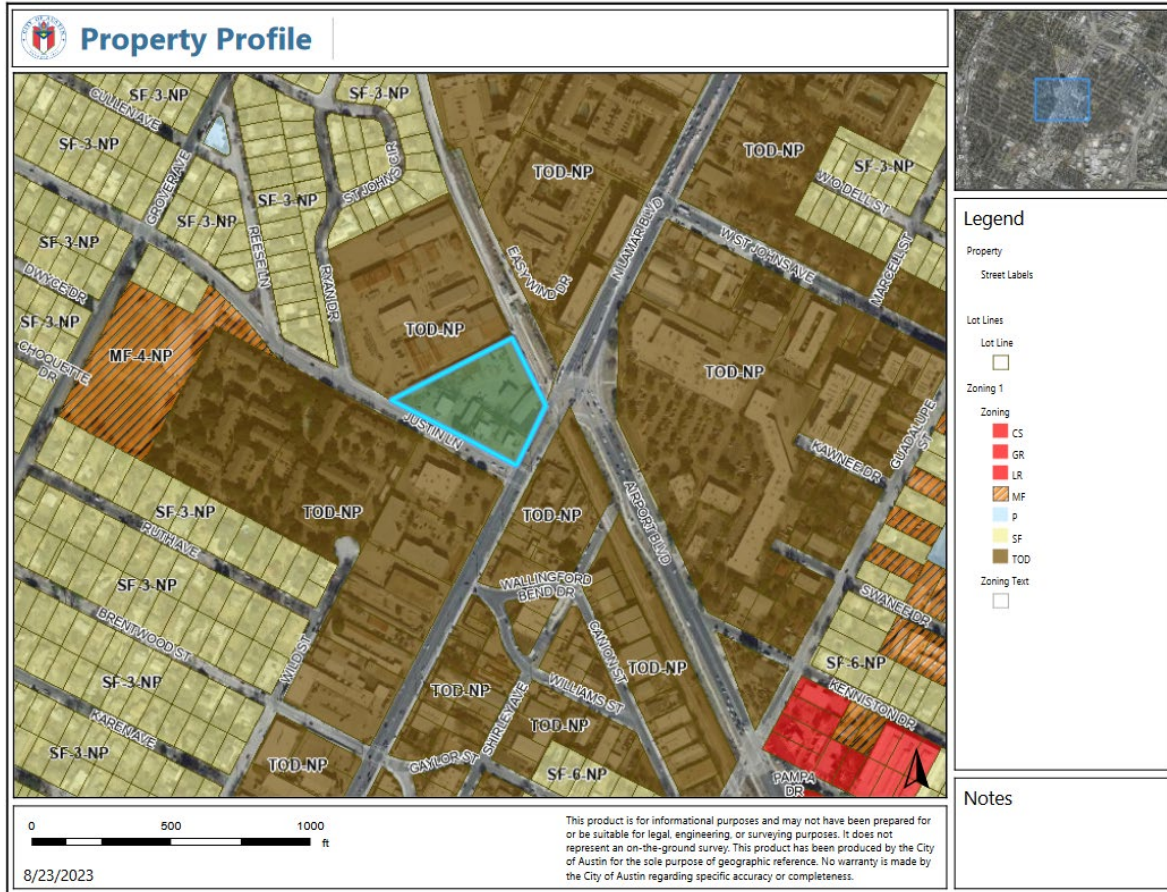 Property Profile
CULLEN AVE
SF-3-NP
SF-3-NP
SF-3-NP
GROVER AVE
SF-3-NP
SF-3-NP
ST JOHNS CIR
TOD-NP
TOD-NP
SF-3-NP
W ODELL ST
N LAMAR BLVD
W ST JOHNS AVE
MARCELL ST
SF-3-NP
REESE LN
RYAN DR
EASY WIND DR
DWYCE DR
SF-3-NP
CHOQUETTE DR
MF-4-NP
TOD-NP
TOD-NP
JUSTIN LN
GUADALUPE ST
KAWNEE DR
AIRPORT BLVD
SF-3-NP
TOD-NP
TOD-NP
RUTH AVE
SF-3-NP
WALLINGFORD BEND DR
SWANEE DR
BRENTWOOD ST
WILD ST
CANION ST
SF-6-NP
SF-3-NP
TOD-NP
TOD-NP
KENNISTON DR
WILLIAMS ST
KAREN AVE
SHIRLEY AVE
TOD-NP
SF-3-NP
TOD-NP
GAYLOR ST
SF-6-NP
PAMPA DR
Legend
Property
Street Labels
Lot Lines
Lot Line
Zoning 1
Zoning
CS
GR
LR
MF
P
SF
TOD
Zoning Text
Notes
0 500 1000
ft
8/23/2023
This product is for informational purposes and may not have been prepared for
or be suitable for legal, engineering, or surveying purposes. It does not
represent an on-the-ground survey. This product has been produced by the City
of Austin for the sole purpose of geographic reference. No warranty is made by
the City of Austin regarding specific accuracy or completeness.